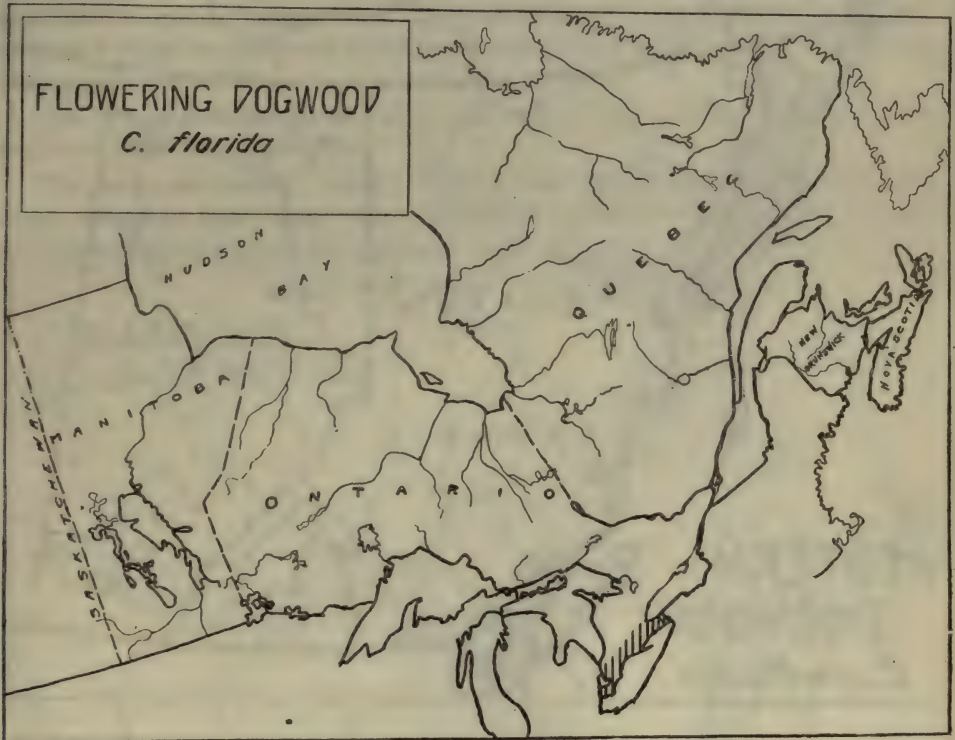 FLOWERING DOGWOOD
C. florida
HUDSON
BAY
QUEBEC
NEW
BRUNSWICK
NOVA SCOTIA
MANITOBA
SASKATCHEWAN
ONTARIO